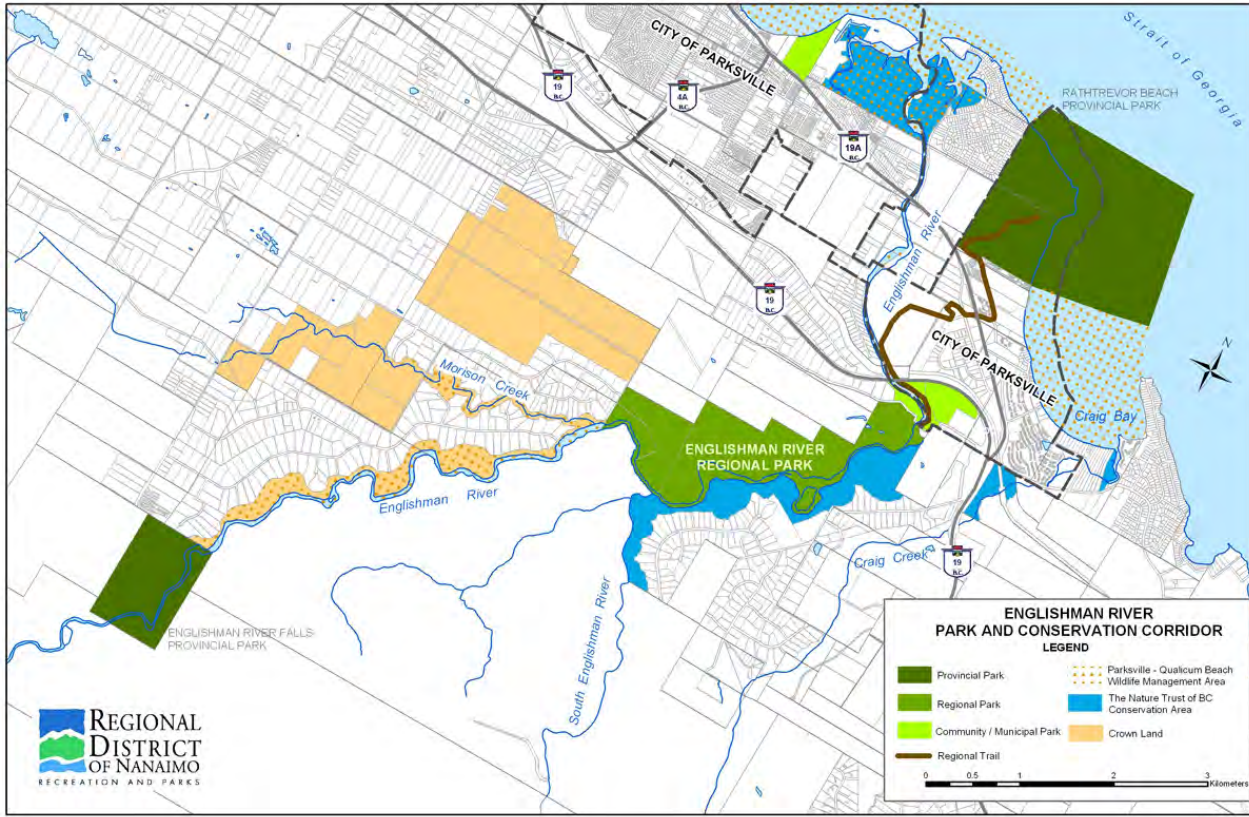 Strait of Georgia
CITY OF PARKSVILLE
19
B.C.
4A
B.C.
19A
B.C.
RATHTREVOR BEACH
PROVINCIAL PARK
Englishman River
19
B.C.
N
CITY OF PARKSVILLE
Morison Creek
Craig Bay
ENGLISHMAN RIVER
REGIONAL PARK
Englishman River
Craig Creek
19
B.C.
ENGLISHMAN RIVER FALLS
PROVINCIAL PARK
South Englishman River
REGIONAL
DISTRICT
OF NANAIMO
RECREATION AND PARKS
ENGLISHMAN RIVER
PARK AND CONSERVATION CORRIDOR
LEGEND
Provincial Park
Regional Park
Community / Municipal Park
Regional Trail
Parksville - Qualicum Beach
Wildlife Management Area
The Nature Trust of BC
Conservation Area
Crown Land
0 0.5 1 2 3
Kilometers